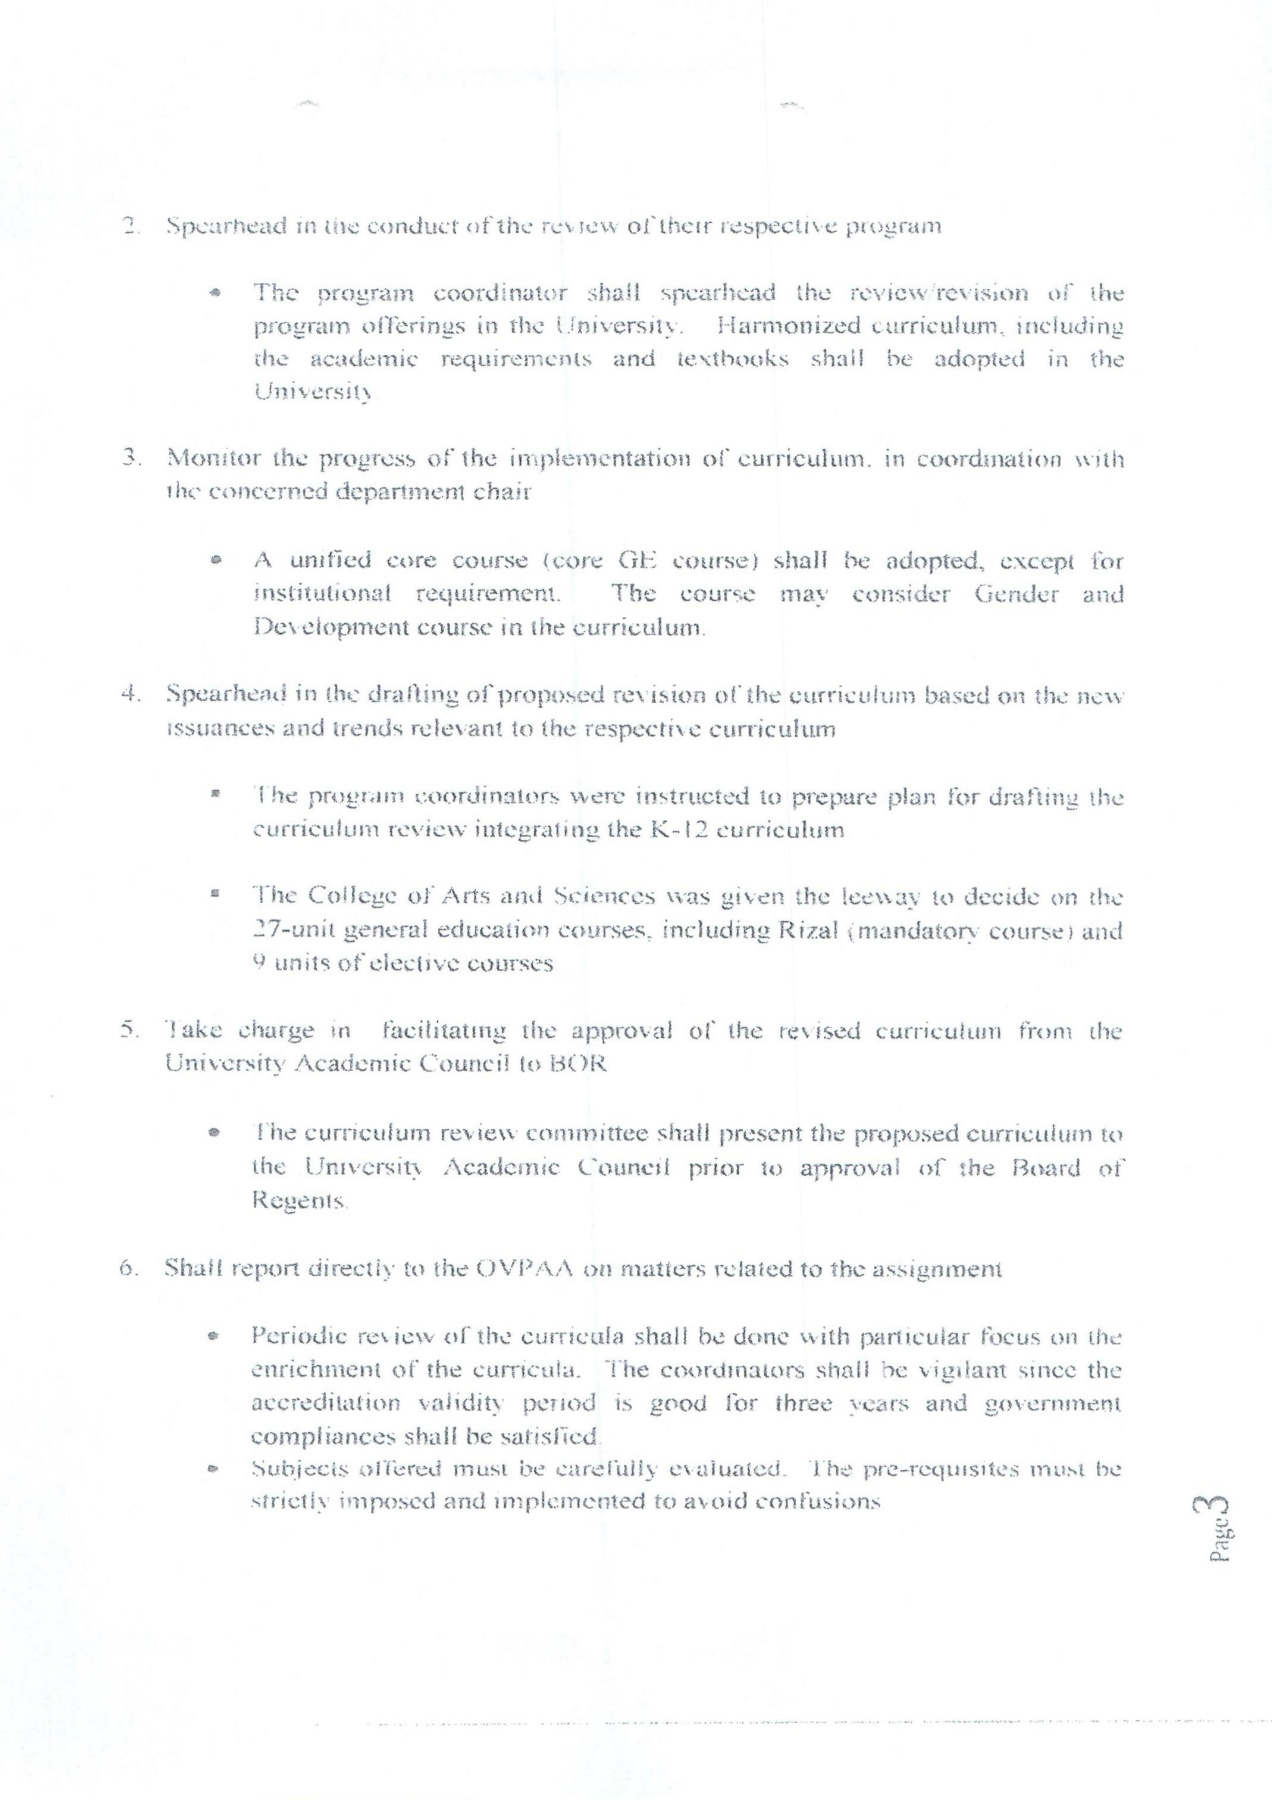 2. Spearhead in the conduct of the review of their respective program
• The program coordinator shall spearhead the review/revision of the
program offerings in the University. Harmonized curriculum, including
the academic requirements and textbooks shall be adopted in the
University
3. Monitor the progress of the implementation of curriculum. in coordination with
the concerned department chair
• A unified core course (core GE course) shall be adopted, except for
institutional requirement. The course may consider Gender and
Development course in the curriculum.
4. Spearhead in the drafting of proposed revision of the curriculum based on the new
issuances and trends relevant to the respective curriculum
▪ The program coordinators were instructed to prepare plan for drafting the
curriculum review integrating the K-12 curriculum
▪ The College of Arts and Sciences was given the leeway to decide on the
27-unit general education courses, including Rizal (mandatory course) and
9 units of elective courses
5. Take charge in facilitating the approval of the revised curriculum from the
University Academic Council to BOR
• The curriculum review committee shall present the proposed curriculum to
the University Academic Council prior to approval of the Board of
Regents.
6. Shall report directly to the OVPAA on matters related to the assignment
• Periodic review of the curricula shall be done with particular focus on the
enrichment of the curricula. The coordinators shall be vigilant since the
accreditation validity period is good for three years and government
compliances shall be satisfied.
• Subjects offered must be carefully evaluated. The pre-requisites must be
strictly imposed and implemented to avoid confusions
Page 3